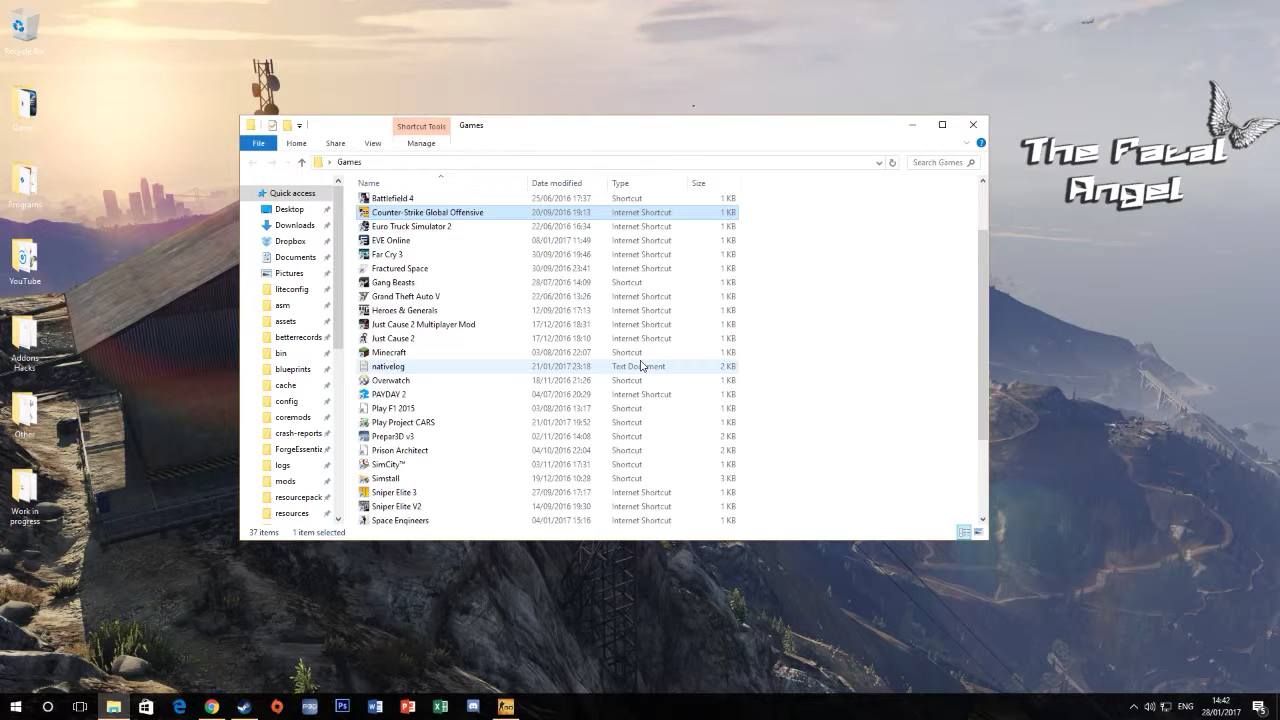 Recycle Bin
Games
Programs
YouTube
Addons
Hacks
Other
Work in
progress
The Fatal
Angel
Shortcut Tools
Games
File
Home
Share
View
Manage
Games
Search Games
Name
Date modified
Type
Size
Quick access
Desktop
Downloads
Dropbox
Documents
Pictures
liteconfig
asm
assets
betterrecords
bin
blueprints
cache
config
coremods
crash-reports
ForgeEssentia
logs
mods
resourcepack
resources
Battlefield 4 25/06/2016 17:37 Shortcut 1 KB
Counter-Strike Global Offensive 20/09/2016 19:13 Internet Shortcut 1 KB
Euro Truck Simulator 2 22/06/2016 16:34 Internet Shortcut 1 KB
EVE Online 08/01/2017 11:49 Internet Shortcut 1 KB
Far Cry 3 30/09/2016 19:46 Internet Shortcut 1 KB
Fractured Space 30/09/2016 23:41 Internet Shortcut 1 KB
Gang Beasts 28/07/2016 14:09 Internet Shortcut 1 KB
Grand Theft Auto V 22/06/2016 13:26 Internet Shortcut 1 KB
Heroes & Generals 12/09/2016 17:13 Internet Shortcut 1 KB
Just Cause 2 Multiplayer Mod 17/12/2016 18:31 Internet Shortcut 1 KB
Just Cause 2 17/12/2016 18:10 Internet Shortcut 1 KB
Minecraft 03/08/2016 22:07 Shortcut 1 KB
nativelog 21/01/2017 23:18 Text Document 2 KB
Overwatch 18/11/2016 21:26 Shortcut 1 KB
PAYDAY 2 04/07/2016 20:29 Internet Shortcut 1 KB
Play F1 2015 03/08/2016 13:17 Shortcut 1 KB
Play Project CARS 21/01/2017 19:52 Shortcut 1 KB
Prepar3D v3 02/11/2016 14:08 Shortcut 2 KB
Prison Architect 04/10/2016 22:04 Shortcut 2 KB
SimCity™ 03/11/2016 17:31 Shortcut 1 KB
Simstall 19/12/2016 10:28 Shortcut 3 KB
Sniper Elite 3 27/09/2016 17:17 Internet Shortcut 1 KB
Sniper Elite V2 14/09/2016 19:30 Internet Shortcut 1 KB
Space Engineers 04/01/2017 15:16 Internet Shortcut 1 KB
37 items
1 item selected
ENG
14:42
28/01/2017
5